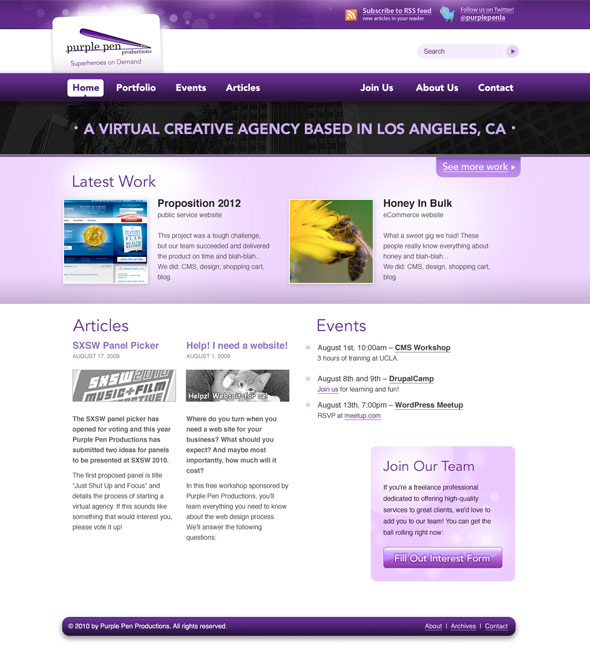 Subscribe to RSS feed
new articles in your reader
Follow us on Twitter!
@purplepenla
purple pen
productions
Superheroes on Demand
Search
Home
Portfolio
Events
Articles
Join Us
About Us
Contact
• A VIRTUAL CREATIVE AGENCY BASED IN LOS ANGELES, CA •
See more work
Latest Work
Proposition 2012
public service website
This project was a tough challenge,
but our team succeeded and delivered
the product on time and blah-blah...
We did: CMS, design, shopping cart,
blog
Honey In Bulk
eCommerce website
What a sweet gig we had! These
people really know everything about
honey and blah-blah...
We did: CMS, design, shopping cart,
blog.
Articles
SXSW Panel Picker
AUGUST 17, 2009
SXSW 2010
MUSIC+FILM
The SXSW panel picker has
opened for voting and this year
Purple Pen Productions has
submitted two ideas for panels
to be presented at SXSW 2010.
The first proposed panel is title
“Just Shut Up and Focus” and
details the process of starting a
virtual agency. If this sounds like
something that would interest you,
please vote it up!
Help! I need a website!
AUGUST 1, 2009
Helpz! Websait for us!
Where do you turn when you
need a web site for your
business? What should you
expect? And maybe most
importantly, how much will it
cost?
In this free workshop sponsored by
Purple Pen Productions, you’ll
learn everything you need to know
about the web design process.
We’ll answer the following
questions:
Events
August 1st, 10:00am – CMS Workshop
3 hours of training at UCLA.
August 8th and 9th – DrupalCamp
Join us for learning and fun!
August 13th, 7:00pm – WordPress Meetup
RSVP at meetup.com
Join Our Team
If you’re a freelance professional
dedicated to offering high-quality
services to great clients, we’d love to
add you to our team! You can get the
ball rolling right now:
Fill Out Interest Form
© 2010 by Purple Pen Productions. All rights reserved.
About | Archives | Contact